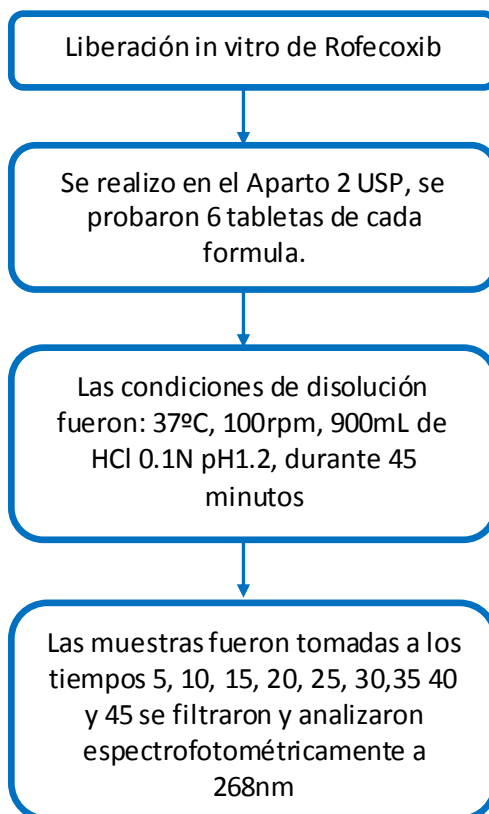 Liberación in vitro de Rofecoxib
Se realizo en el Aparto 2 USP, se
probaron 6 tabletas de cada
formula.
Las condiciones de disolución
fueron: 37ºC, 100rpm, 900mL de
HCl 0.1N pH1.2, durante 45
minutos
Las muestras fueron tomadas a los
tiempos 5, 10, 15, 20, 25, 30,35 40
y 45 se filtraron y analizaron
espectrofotométricamente a
268nm